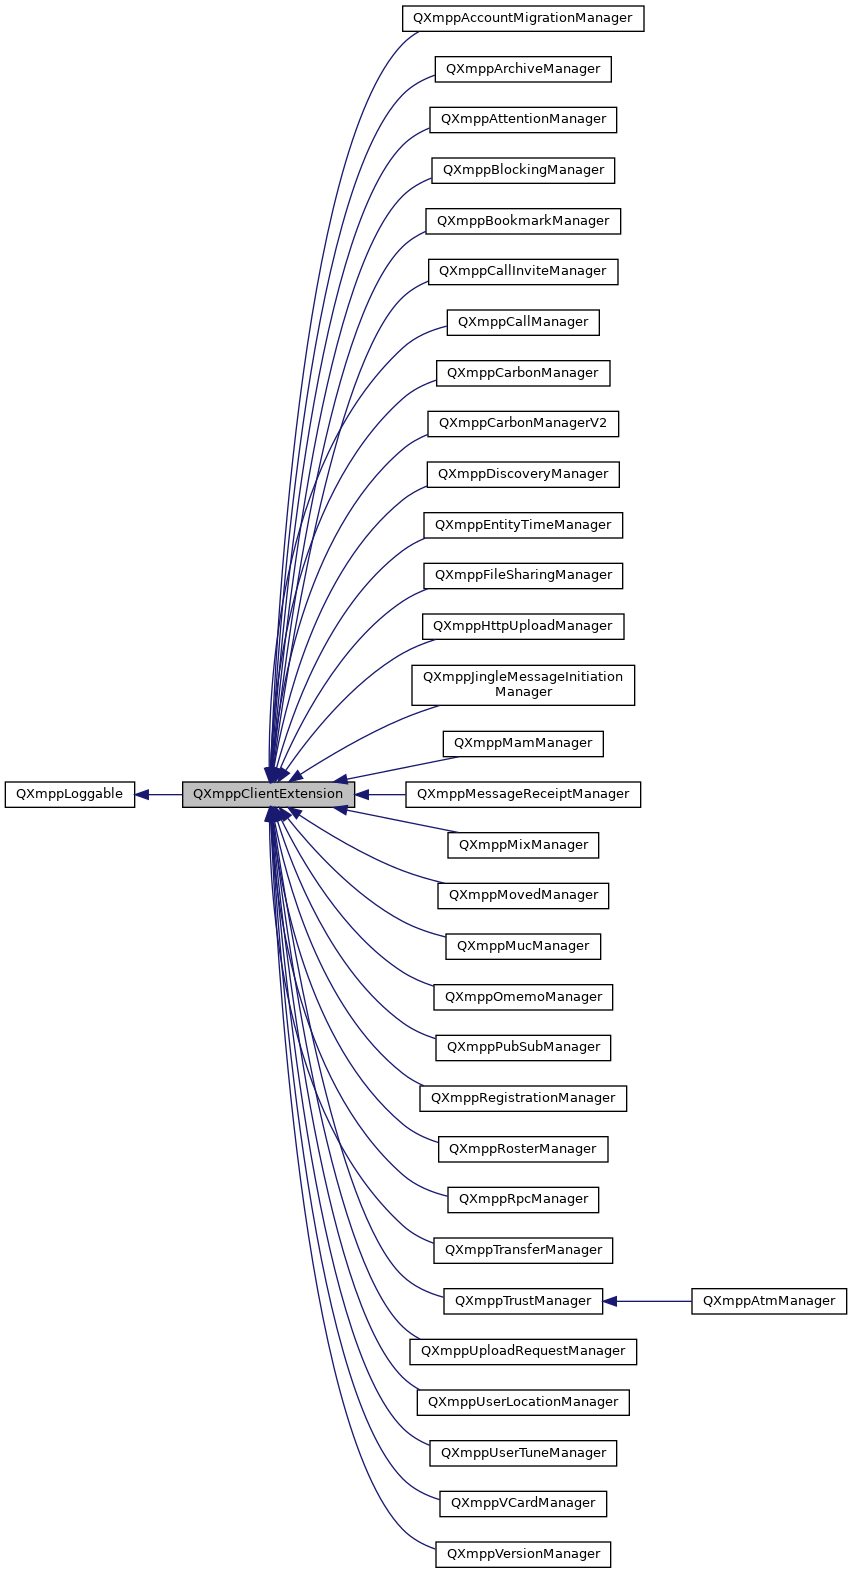 QXmppAccountMigrationManager
QXmppArchiveManager
QXmppAttentionManager
QXmppBlockingManager
QXmppBookmarkManager
QXmppCallInviteManager
QXmppCallManager
QXmppCarbonManager
QXmppCarbonManagerV2
QXmppDiscoveryManager
QXmppEntityTimeManager
QXmppFileSharingManager
QXmppHttpUploadManager
QXmppJingleMessageInitiation
Manager
QXmppMamManager
QXmppLoggable
QXmppClientExtension
QXmppMessageReceiptManager
QXmppMixManager
QXmppMovedManager
QXmppMucManager
QXmppOmemoManager
QXmppPubSubManager
QXmppRegistrationManager
QXmppRosterManager
QXmppRpcManager
QXmppTransferManager
QXmppTrustManager
QXmppAtmManager
QXmppUploadRequestManager
QXmppUserLocationManager
QXmppUserTuneManager
QXmppVCardManager
QXmppVersionManager